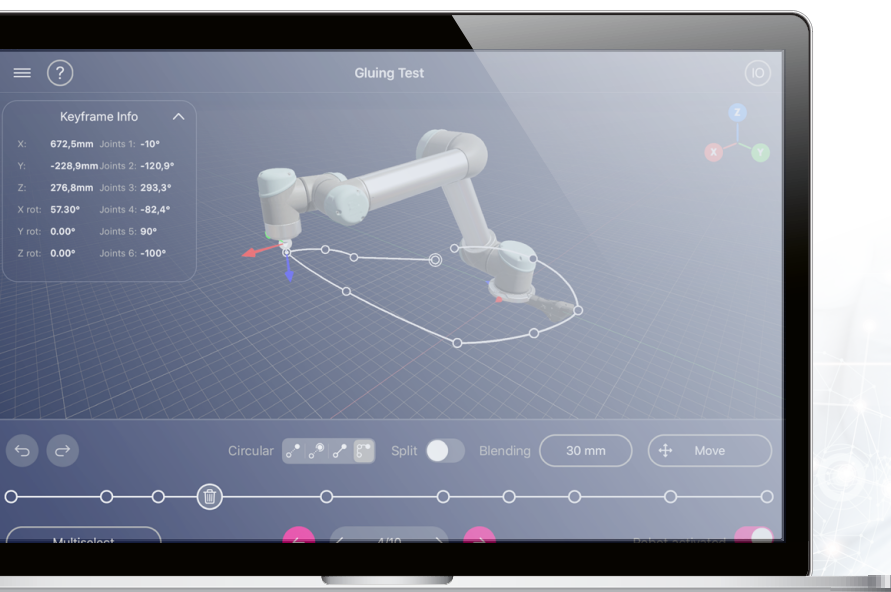 ?
Gluing Test
IO
Keyframe Info
X: 672,5mm Joints 1: -10°
Y: -228,9mm Joints 2: -120,9°
Z: 276,8mm Joints 3: 293,3°
X rot: 57.30° Joints 4: -82,4°
Y rot: 0.00° Joints 5: 90°
Z rot: 0.00° Joints 6: -100°
Z
X
Y
Circular
Split
Blending
30 mm
Move
Multiselect
4/10
Robot activated